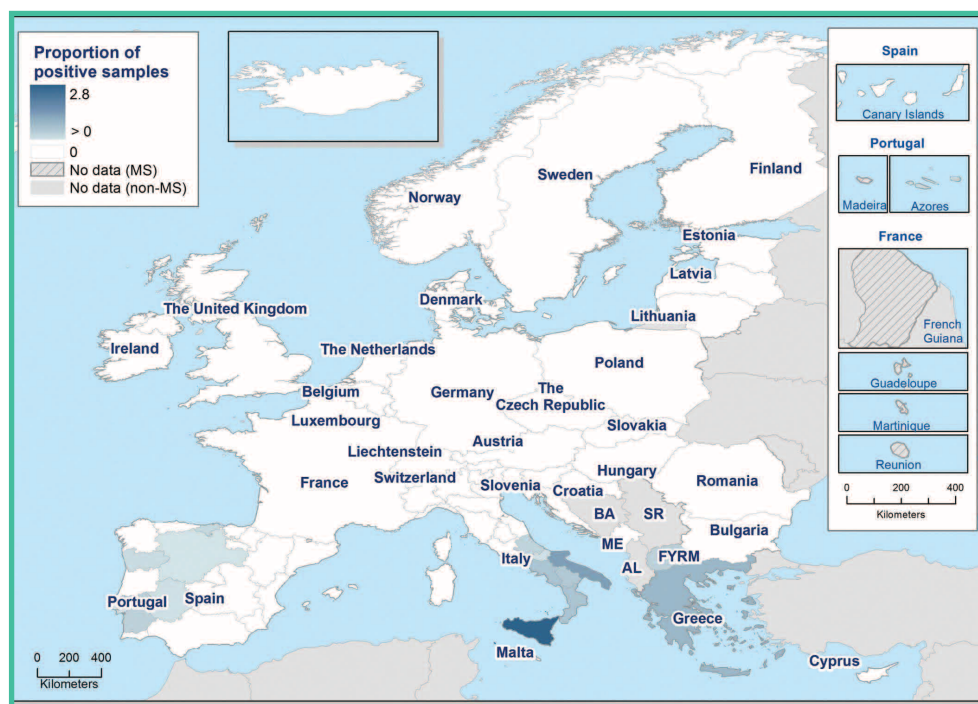 Proportion of
positive samples
2.8
> 0
0
No data (MS)
No data (non-MS)
Norway
Sweden
Finland
Estonia
Latvia
Lithuania
Denmark
The United Kingdom
Ireland
The Netherlands
Belgium
Luxembourg
Germany
Poland
The
Czech Republic
Slovakia
Liechtenstein
Austria
Hungary
Switzerland
France
Slovenia
Croatia
Romania
BA
SR
Bulgaria
ME
Italy
FYRM
AL
Portugal
Spain
Greece
Malta
Cyprus
0 200 400
Kilometers
Spain
Canary Islands
Portugal
Madeira
Azores
France
French
Guiana
Guadeloupe
Martinique
Reunion
0 200 400
Kilometers